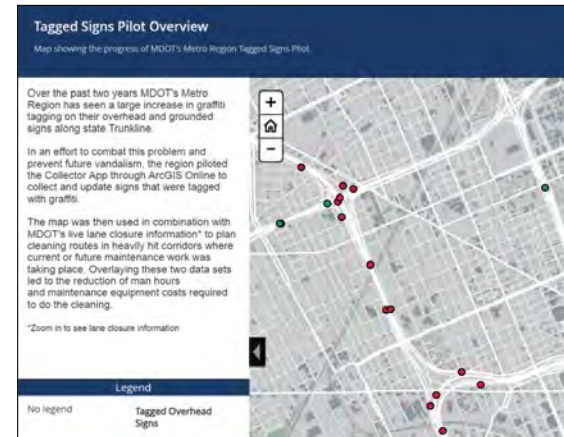 Tagged Signs Pilot Overview
Map showing the progress of MDOT's Metro Region Tagged Signs Pilot
Over the past two years MDOT's Metro
Region has seen a large increase in graffiti
tagging on their overhead and grounded
signs along state Trunkline.
In an effort to combat this problem and
prevent future vandalism, the region piloted
the Collector App through ArcGIS Online to
collect and update signs that were tagged
with graffiti.
The map was then used in combination with
MDOT's live lane closure information* to plan
cleaning routes in heavily hit corridors where
current or future maintenance work was
taking place. Overlaying these two data sets
led to the reduction of man hours
and maintenance equipment costs required
to do the cleaning.
*Zoom in to see lane closure information
Legend
No legend
Tagged Overhead
Signs
+
−